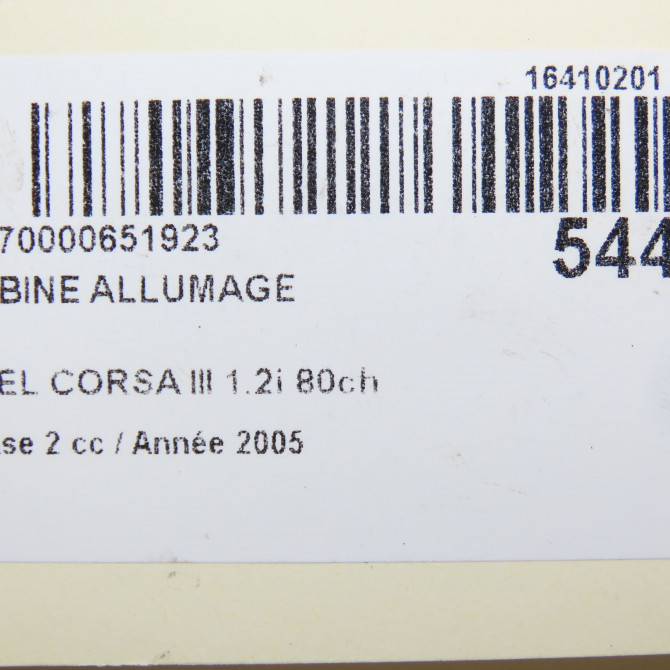 16410201
70000651923
544
BINE ALLUMAGE
EL CORSA III 1.2i 80ch
se 2 cc / Année 2005